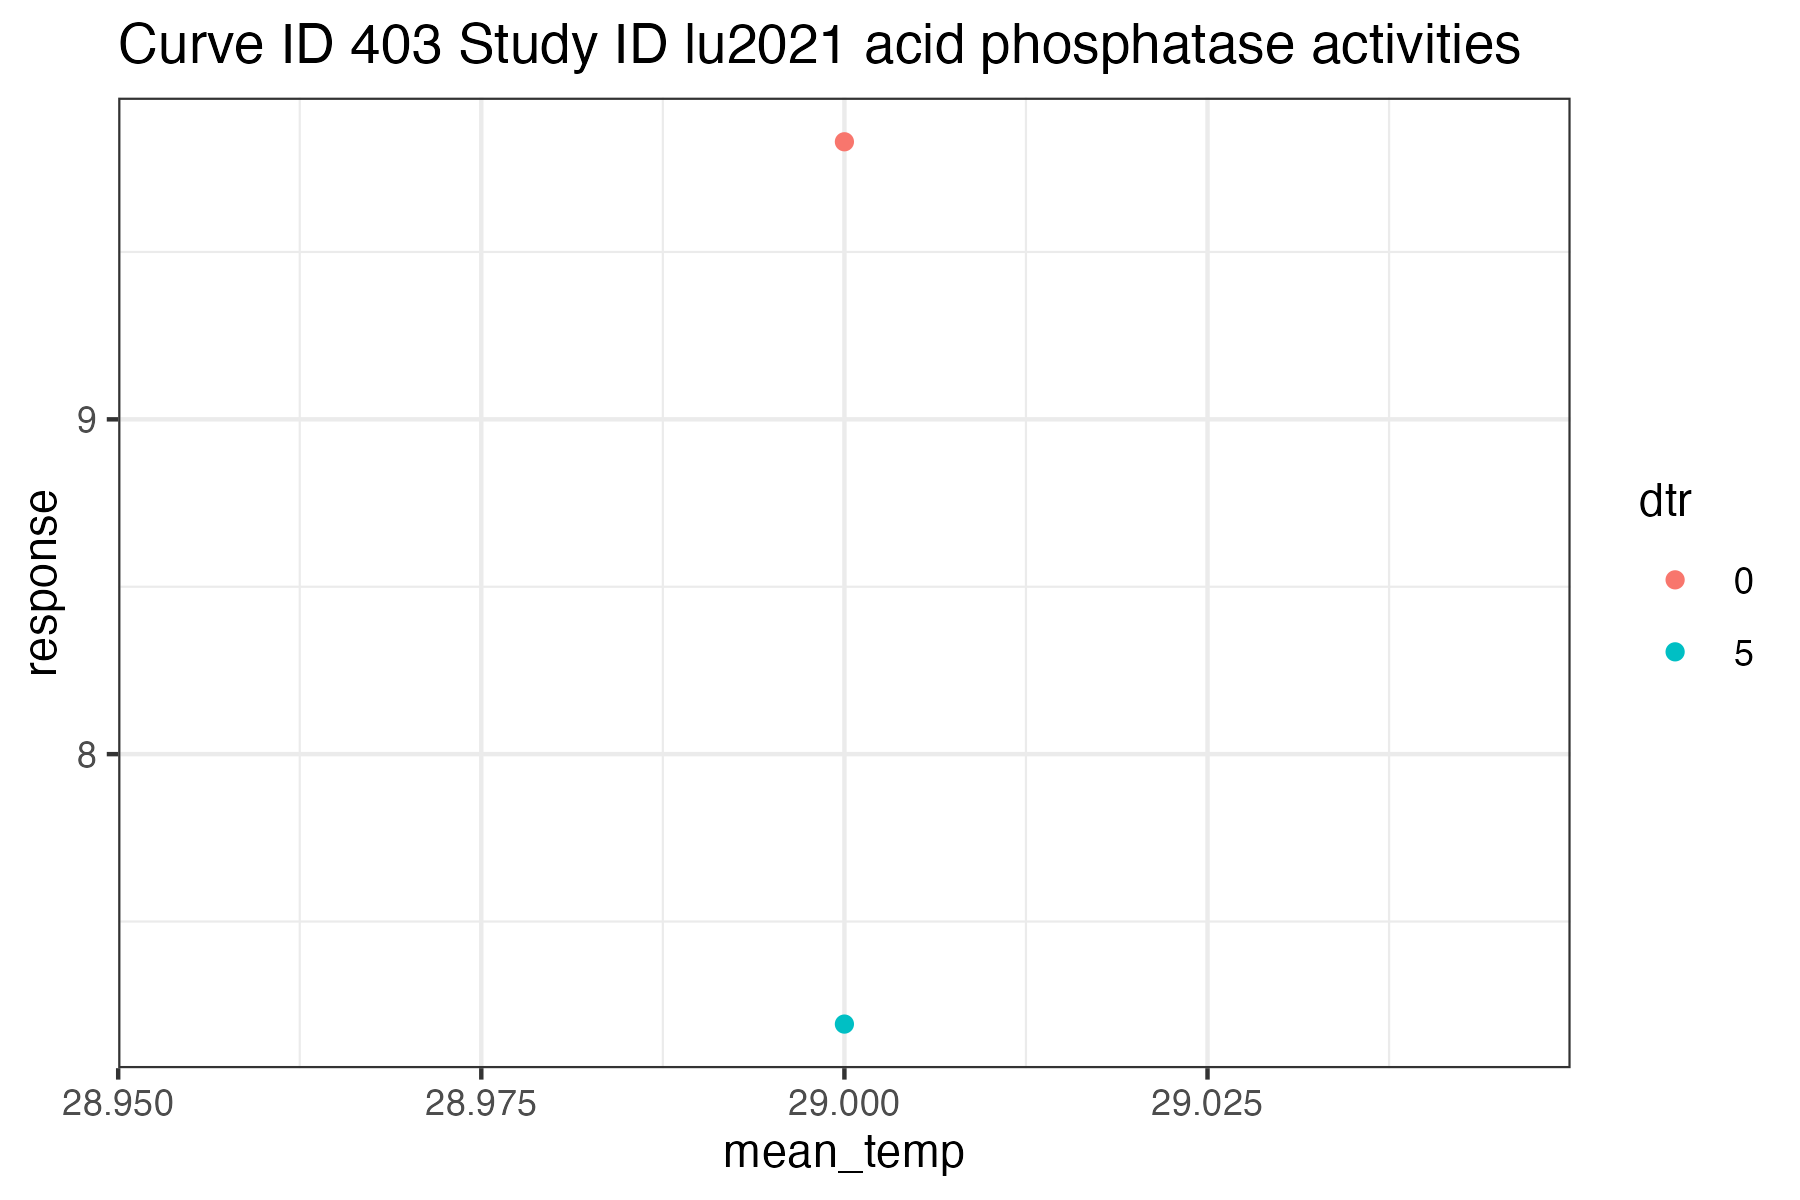 Curve ID 403 Study ID lu2021 acid phosphatase activities
9
8
response
28.950 28.975 29.000 29.025
mean_temp
dtr
0
5